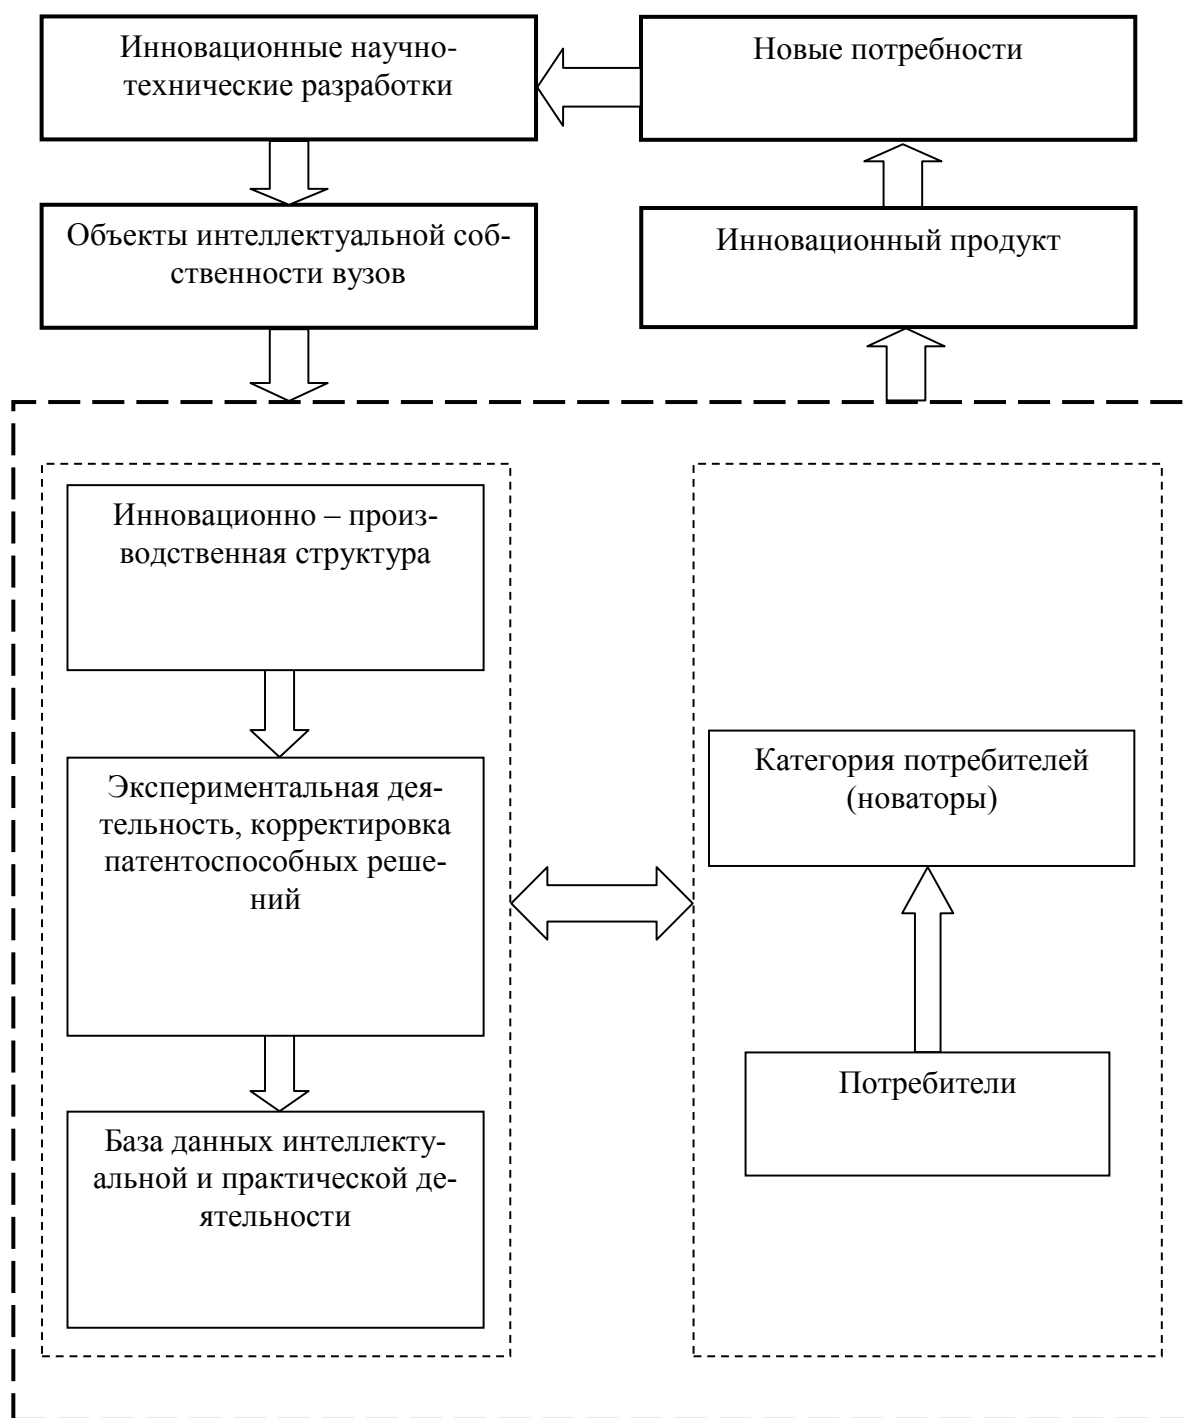 Инновационные научно-
технические разработки
Новые потребности
Объекты интеллектуальной соб-
ственности вузов
Инновационный продукт
Инновационно – произ-
водственная структура
Экспериментальная дея-
тельность, корректировка
патентоспособных реше-
ний
Категория потребителей
(новаторы)
Потребители
База данных интеллекту-
альной и практической де-
ятельности